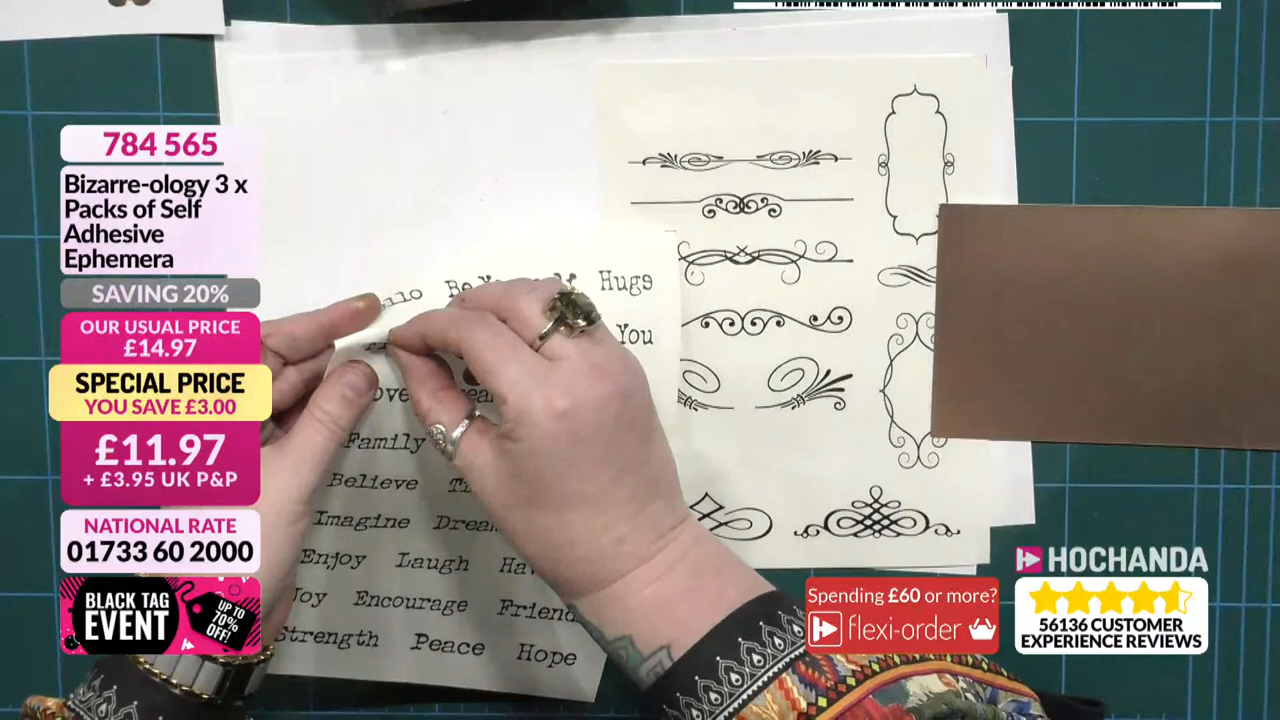 784 565
Bizarre-ology 3 x
Packs of Self
Adhesive
Ephemera
SAVING 20%
OUR USUAL PRICE
£14.97
SPECIAL PRICE
YOU SAVE £3.00
£11.97
+ £3.95 UK P&P
NATIONAL RATE
01733 60 2000
BLACK TAG
EVENT
UP TO
70%
OFF!
Hugs
You
Family
Believe
Imagine Dream
Enjoy Laugh
Joy Encourage Friend
Strength Peace Hope
HOCHANDA
Spending £60 or more?
flexi-order
56136 CUSTOMER
EXPERIENCE REVIEWS